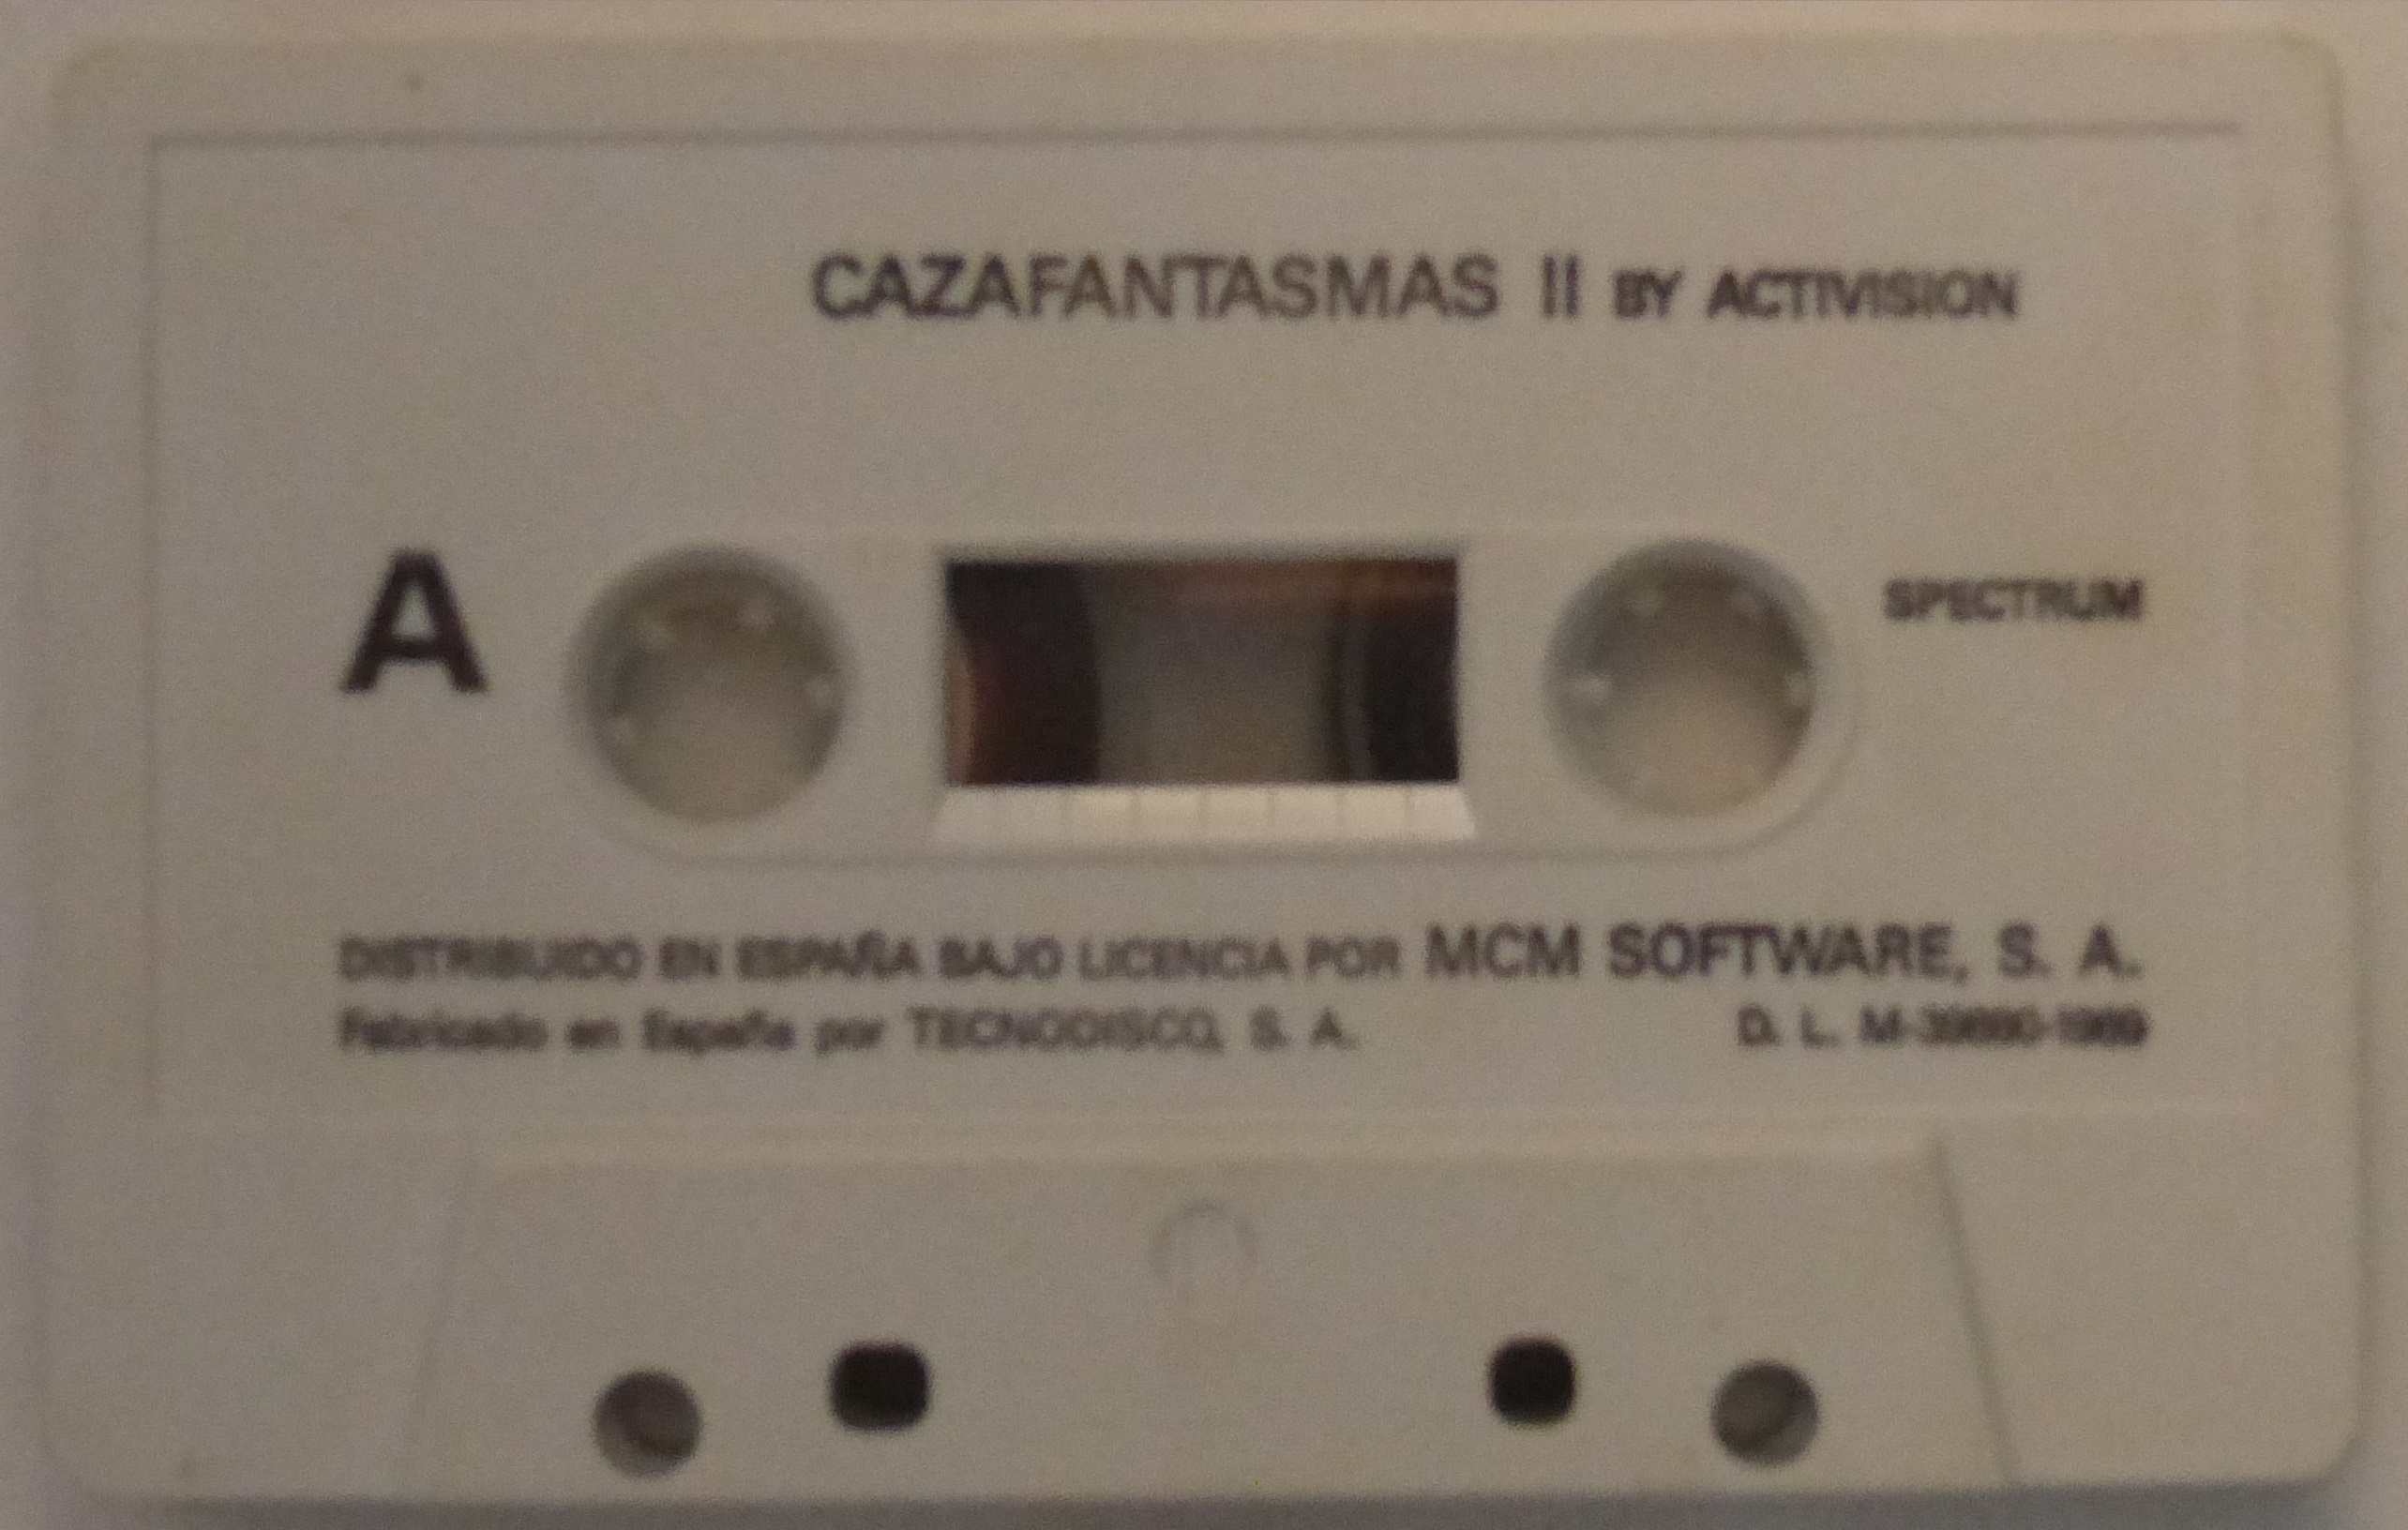 CAZAFANTASMAS II BY ACTIVISION
A
SPECTRUM
DISTRIBUIDO EN ESPAÑA BAJO LICENCIA POR MCM SOFTWARE, S. A.
Fabricado en España por TECNODISCO, S. A.
D. L.